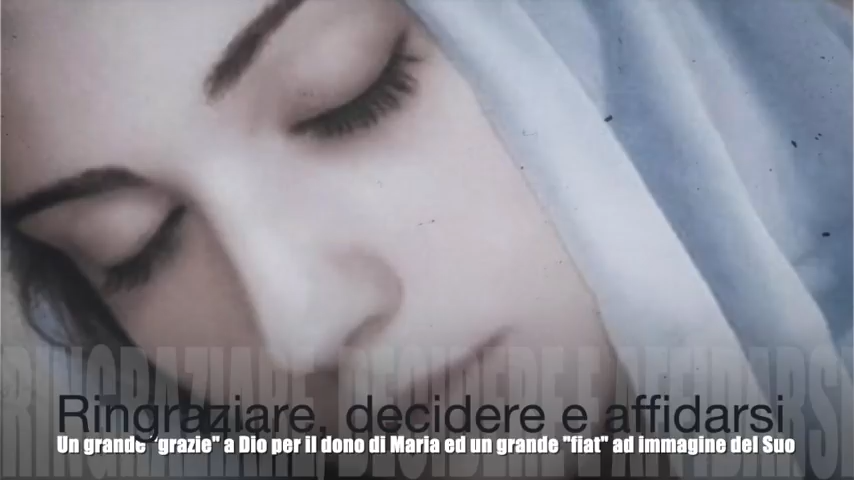 RINGRAZIARE, DECIDERE E AFFIDARSI
Ringraziare, decidere e affidarsi
Un grande "grazie" a Dio per il dono di Maria ed un grande "fiat" ad immagine del Suo